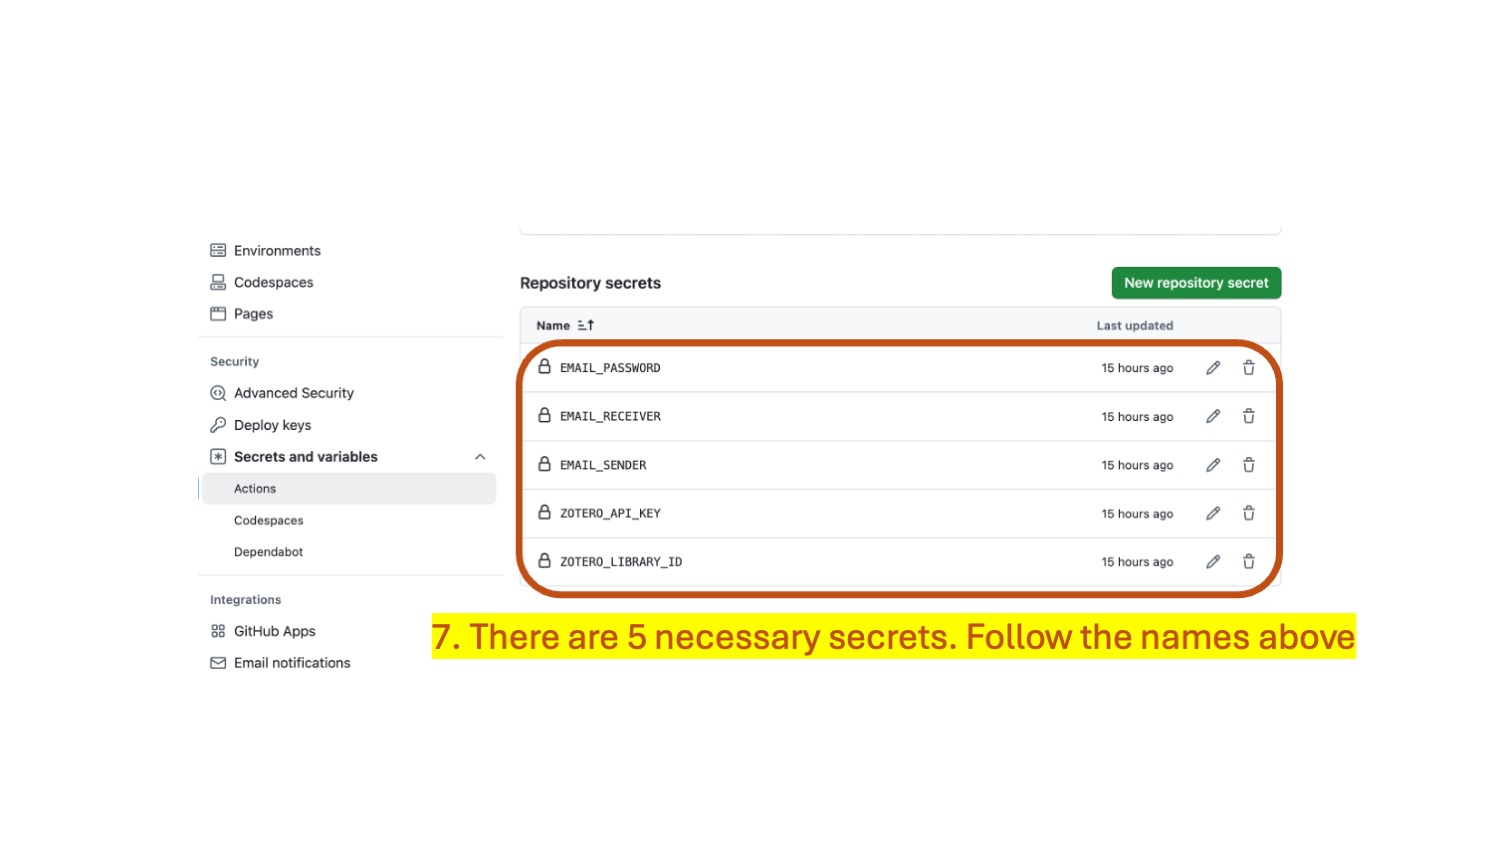 Environments
Codespaces
Pages
Security
Advanced Security
Deploy keys
Secrets and variables
Actions
Codespaces
Dependabot
Integrations
GitHub Apps
Email notifications
Repository secrets
New repository secret
Name Last updated
EMAIL_PASSWORD 15 hours ago
EMAIL_RECEIVER 15 hours ago
EMAIL_SENDER 15 hours ago
ZOTERO_API_KEY 15 hours ago
ZOTERO_LIBRARY_ID 15 hours ago
7. There are 5 necessary secrets. Follow the names above